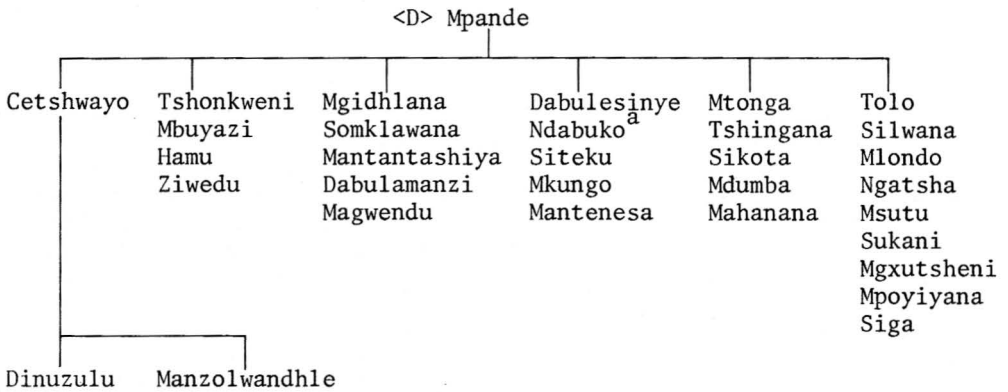 <D> Mpande
Cetshwayo Tshonkweni Mgidhlana Dabulesinye Mtonga Tolo
Mbuyazi Somklawana Ndabukoᵃ Tshingana Silwana
Hamu Mantantashiya Siteku Sikota Mlondo
Ziwedu Dabulamanzi Mkungo Mdumba Ngatsha
Magwendu Mantenesa Mahanana Msutu
Sukani
Mgxutsheni
Mpoyiyana
Siga
Dinuzulu Manzolwandhle